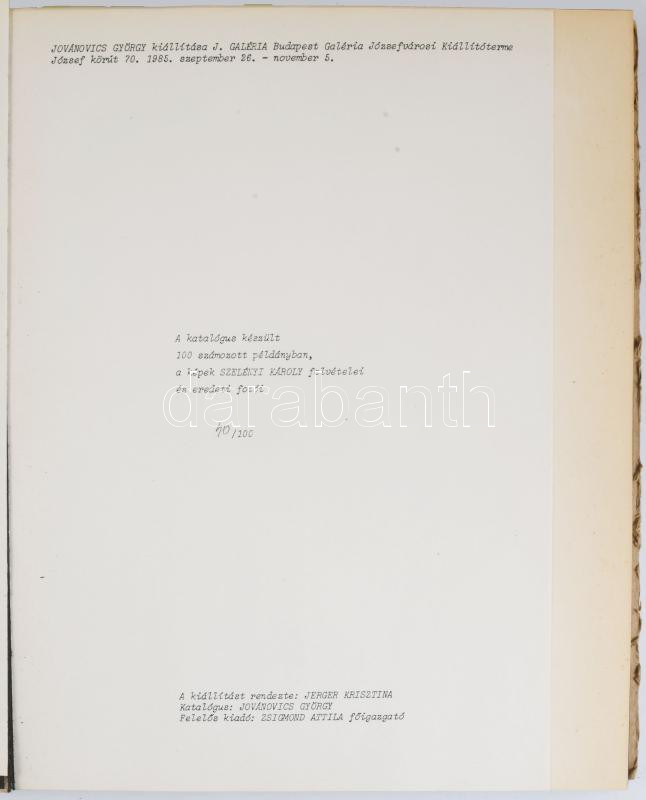 JOVÁNOVICS GYÖRGY kiállítása J. GALÉRIA Budapest Galéria Józsefvárosi Kiállítóterme
József körút 70. 1985. szeptember 26. - november 5.
A katalógus készült
100 számozott példányban,
a képek SZELÉNYI KÁROLY felvételei
és eredeti fotói
darabanth
40/100
A kiállítást rendezte: JERGER KRISZTINA
Katalógus: JOVÁNOVICS GYÖRGY
Felelős kiadó: ZSIGMOND ATTILA főigazgató